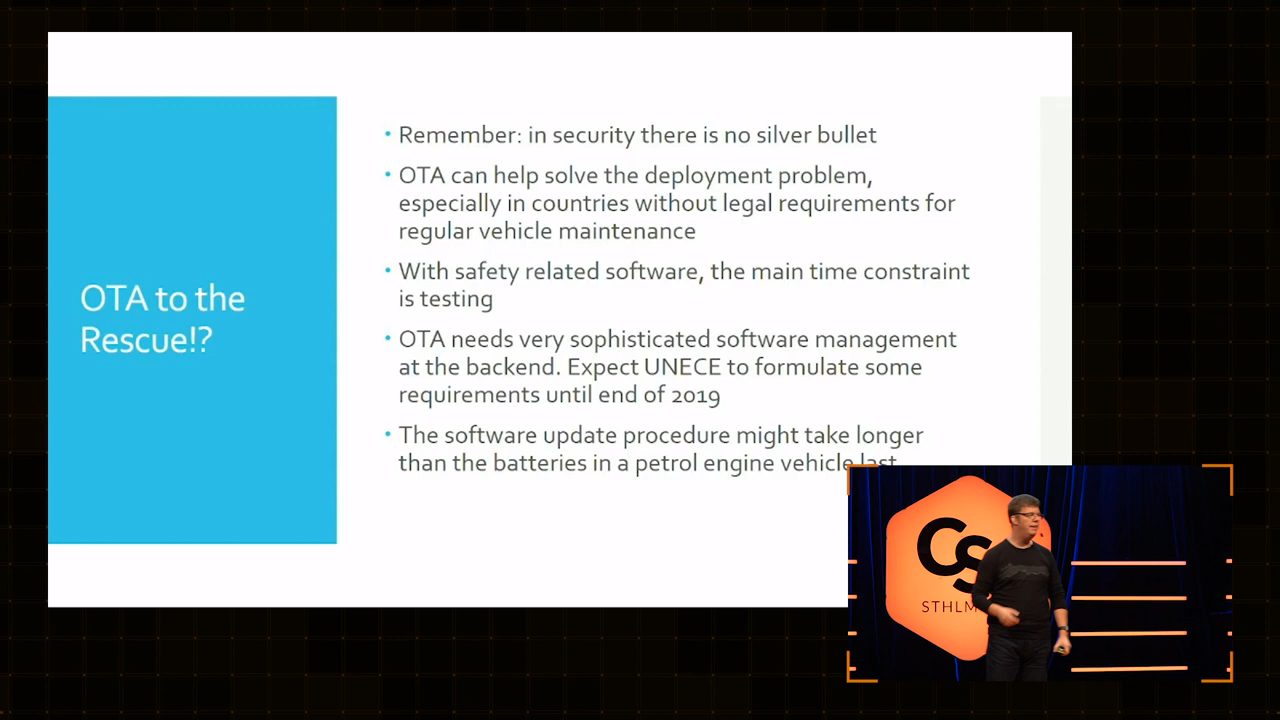 OTA to the
Rescue!?
• Remember: in security there is no silver bullet
• OTA can help solve the deployment problem,
especially in countries without legal requirements for
regular vehicle maintenance
• With safety related software, the main time constraint
is testing
• OTA needs very sophisticated software management
at the backend. Expect UNECE to formulate some
requirements until end of 2019
• The software update procedure might take longer
than the batteries in a petrol engine vehicle last
CS
STHLM